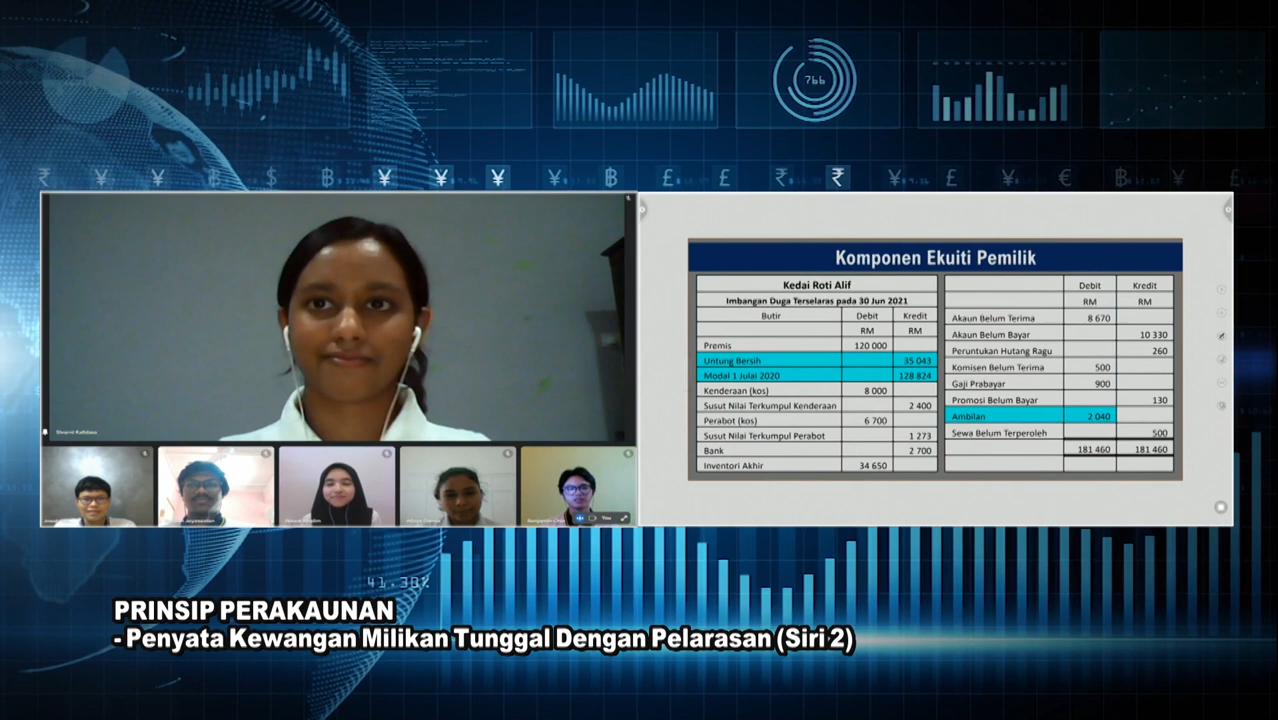 766
Komponen Ekuiti Pemilik
Kedai Roti Alif
Imbangan Duga Terselaras pada 30 Jun 2021
Butir Debit Kredit
RM RM
Premis 120 000
Untung Bersih 35 043
Modal 1 Julai 2020 128 824
Kenderaan (kos) 8 000
Susut Nilai Terkumpul Kenderaan 2 400
Perabot (kos) 6 700
Susut Nilai Terkumpul Perabot 1 273
Bank 2 700
Inventori Akhir 34 650
Debit Kredit
RM RM
Akaun Belum Terima 8 670
Akaun Belum Bayar 10 330
Peruntukan Hutang Ragu 260
Komisen Belum Terima 500
Gaji Prabayar 900
Promosi Belum Bayar 130
Ambilan 2 040
Sewa Belum Terperoleh 500
181 460 181 460
You
41.38%
PRINSIP PERAKAUNAN
- Penyata Kewangan Milikan Tunggal Dengan Pelarasan (Siri 2)